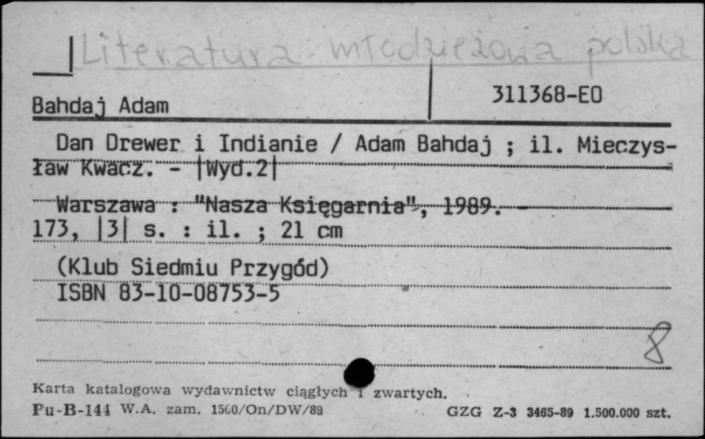 Literatura młodzieżowa polska
311368-EO
Bahdaj Adam
Dan Drewer i Indianie / Adam Bahdaj ; il. Mieczys-
ław Kwacz. - |Wyd.2|
Warszawa : "Nasza Księgarnia", 1989. -
173, |3| s. : il. ; 21 cm
(Klub Siedmiu Przygód)
ISBN 83-10-08753-5
8
Karta katalogowa wydawnictw ciągłych i zwartych.
Pu-B-144 W.A. zam. 1560/On/DW/89 GZG Z-3 3465-89 1.500.000 szt.